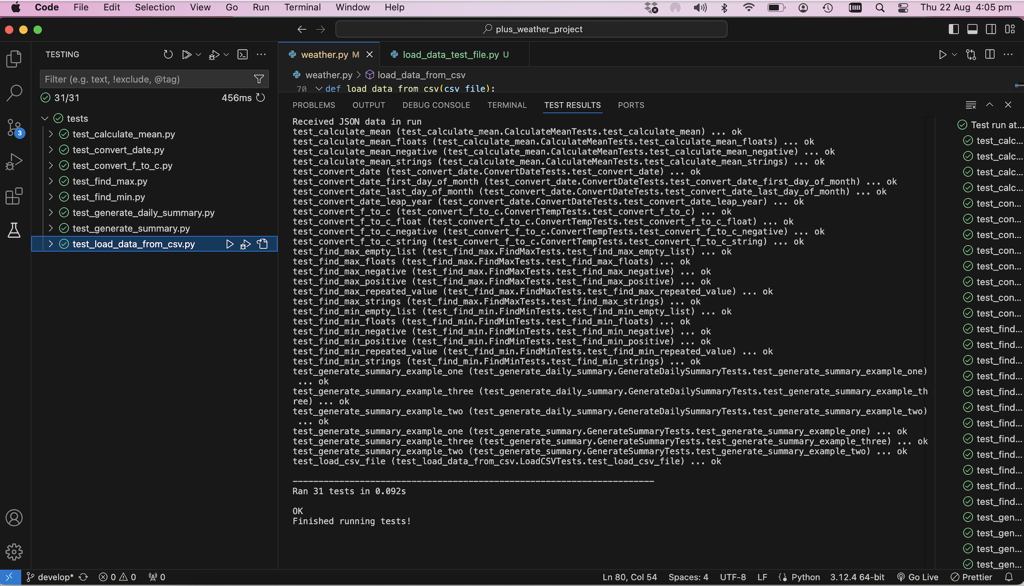 Code File Edit Selection View Go Run Terminal Window Help Thu 22 Aug 4:05 pm
plus_weather_project
TESTING
Filter (e.g. text, !exclude, @tag)
31/31 456ms
tests
test_calculate_mean.py
test_convert_date.py
test_convert_f_to_c.py
test_find_max.py
test_find_min.py
test_generate_daily_summary.py
test_generate_summary.py
test_load_data_from_csv.py
3
weather.py M load_data_test_file.py U
weather.py > load_data_from_csv
70 def load data from csv(csv file):
PROBLEMS OUTPUT DEBUG CONSOLE TERMINAL TEST RESULTS PORTS
Received JSON data in run
test_calculate_mean (test_calculate_mean.CalculateMeanTests.test_calculate_mean) ... ok
test_calculate_mean_floats (test_calculate_mean.CalculateMeanTests.test_calculate_mean_floats) ... ok
test_calculate_mean_negative (test_calculate_mean.CalculateMeanTests.test_calculate_mean_negative) ... ok
test_calculate_mean_strings (test_calculate_mean.CalculateMeanTests.test_calculate_mean_strings) ... ok
test_convert_date (test_convert_date.ConvertDateTests.test_convert_date) ... ok
test_convert_date_first_day_of_month (test_convert_date.ConvertDateTests.test_convert_date_first_day_of_month) ... ok
test_convert_date_last_day_of_month (test_convert_date.ConvertDateTests.test_convert_date_last_day_of_month) ... ok
test_convert_date_leap_year (test_convert_date.ConvertDateTests.test_convert_date_leap_year) ... ok
test_convert_f_to_c (test_convert_f_to_c.ConvertTempTests.test_convert_f_to_c) ... ok
test_convert_f_to_c_float (test_convert_f_to_c.ConvertTempTests.test_convert_f_to_c_float) ... ok
test_convert_f_to_c_negative (test_convert_f_to_c.ConvertTempTests.test_convert_f_to_c_negative) ... ok
test_convert_f_to_c_string (test_convert_f_to_c.ConvertTempTests.test_convert_f_to_c_string) ... ok
test_find_max_empty_list (test_find_max.FindMaxTests.test_find_max_empty_list) ... ok
test_find_max_floats (test_find_max.FindMaxTests.test_find_max_floats) ... ok
test_find_max_negative (test_find_max.FindMaxTests.test_find_max_negative) ... ok
test_find_max_positive (test_find_max.FindMaxTests.test_find_max_positive) ... ok
test_find_max_repeated_value (test_find_max.FindMaxTests.test_find_max_repeated_value) ... ok
test_find_max_strings (test_find_max.FindMaxTests.test_find_max_strings) ... ok
test_find_min_empty_list (test_find_min.FindMinTests.test_find_min_empty_list) ... ok
test_find_min_floats (test_find_min.FindMinTests.test_find_min_floats) ... ok
test_find_min_negative (test_find_min.FindMinTests.test_find_min_negative) ... ok
test_find_min_positive (test_find_min.FindMinTests.test_find_min_positive) ... ok
test_find_min_repeated_value (test_find_min.FindMinTests.test_find_min_repeated_value) ... ok
test_find_min_strings (test_find_min.FindMinTests.test_find_min_strings) ... ok
test_generate_summary_example_one (test_generate_daily_summary.GenerateDailySummaryTests.test_generate_summary_example_one)
... ok
test_generate_summary_example_three (test_generate_daily_summary.GenerateDailySummaryTests.test_generate_summary_example_th
ree) ... ok
test_generate_summary_example_two (test_generate_daily_summary.GenerateDailySummaryTests.test_generate_summary_example_two)
... ok
test_generate_summary_example_one (test_generate_summary.GenerateSummaryTests.test_generate_summary_example_one) ... ok
test_generate_summary_example_three (test_generate_summary.GenerateSummaryTests.test_generate_summary_example_three) ... ok
test_generate_summary_example_two (test_generate_summary.GenerateSummaryTests.test_generate_summary_example_two) ... ok
test_load_csv_file (test_load_data_from_csv.LoadCSVTests.test_load_csv_file) ... ok
----------------------------------------------------------------------
Ran 31 tests in 0.092s
OK
Finished running tests!
Test run at...
test_calc...
test_calc...
test_calc...
test_calc...
test_con...
test_con...
test_con...
test_con...
test_con...
test_con...
test_con...
test_con...
test_find...
test_find...
test_find...
test_find...
test_find...
test_find...
test_find...
test_find...
test_find...
test_find...
test_find...
test_find...
test_gen...
test_gen...
test_gen...
test_gen...
develop* 0 0 0 Ln 80, Col 54 Spaces: 4 UTF-8 LF Python 3.12.4 64-bit Go Live Prettier